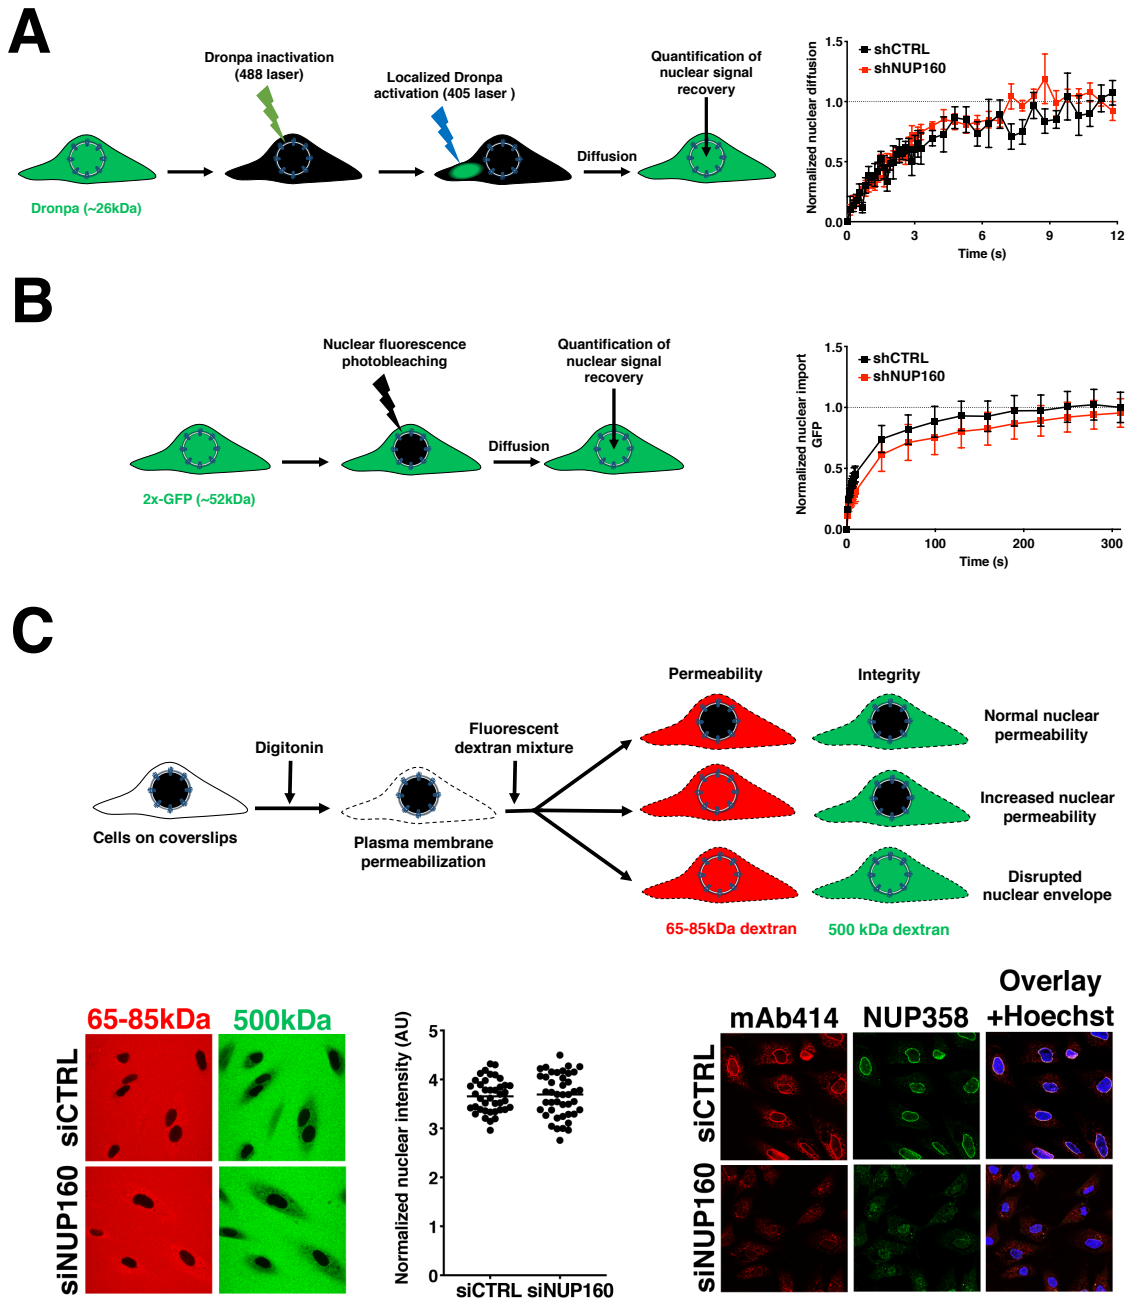 A
Dronpa inactivation
(488 laser)
Localized Dronpa
activation (405 laser )
Quantification of
nuclear signal
recovery
Diffusion
Dronpa (~26kDa)
Normalized nuclear diffusion
1.5
1.0
0.5
0.0
shCTRL
shNUP160
0 3 6 9 12
Time (s)
B
Nuclear fluorescence
photobleaching
Quantification of
nuclear signal
recovery
Diffusion
2x-GFP (~52kDa)
Normalized nuclear import
GFP
1.5
1.0
0.5
0.0
shCTRL
shNUP160
0 100 200 300
Time (s)
C
Digitonin
Fluorescent
dextran mixture
Cells on coverslips
Plasma membrane
permeabilization
Permeability
Integrity
Normal nuclear
permeability
Increased nuclear
permeability
Disrupted
nuclear envelope
65-85kDa dextran
500 kDa dextran
65-85kDa
500kDa
siCTRL
siNUP160
Normalized nuclear intensity (AU)
5
4
3
2
1
0
siCTRL siNUP160
mAb414
NUP358
Overlay
+Hoechst
siCTRL
siNUP160